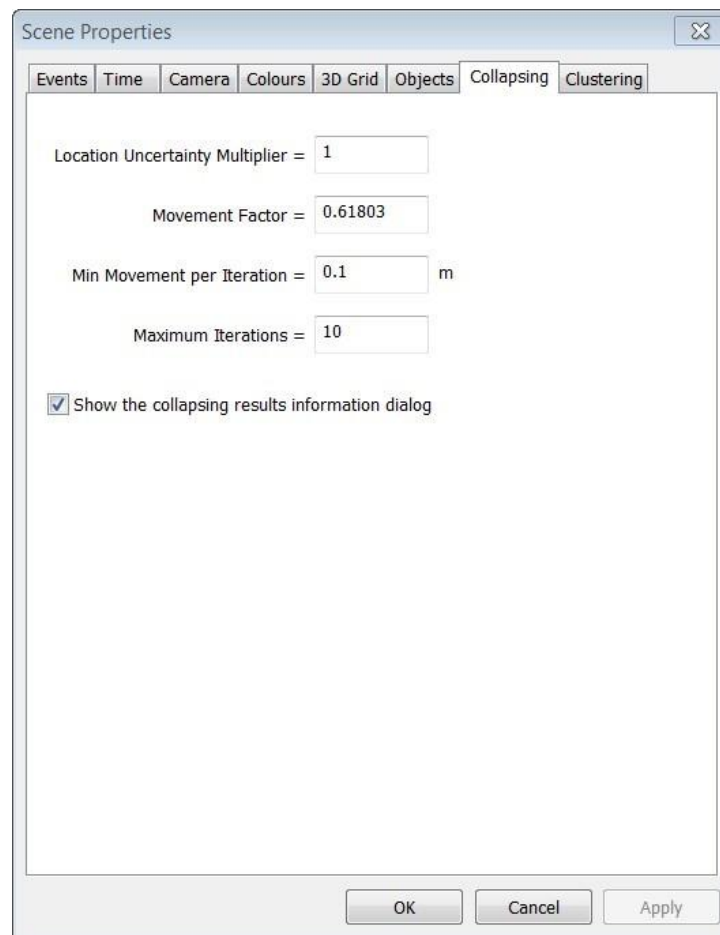 Scene Properties
Events Time Camera Colours 3D Grid Objects Collapsing Clustering
Location Uncertainty Multiplier = 1
Movement Factor = 0.61803
Min Movement per Iteration = 0.1 m
Maximum Iterations = 10
Show the collapsing results information dialog
OK Cancel Apply